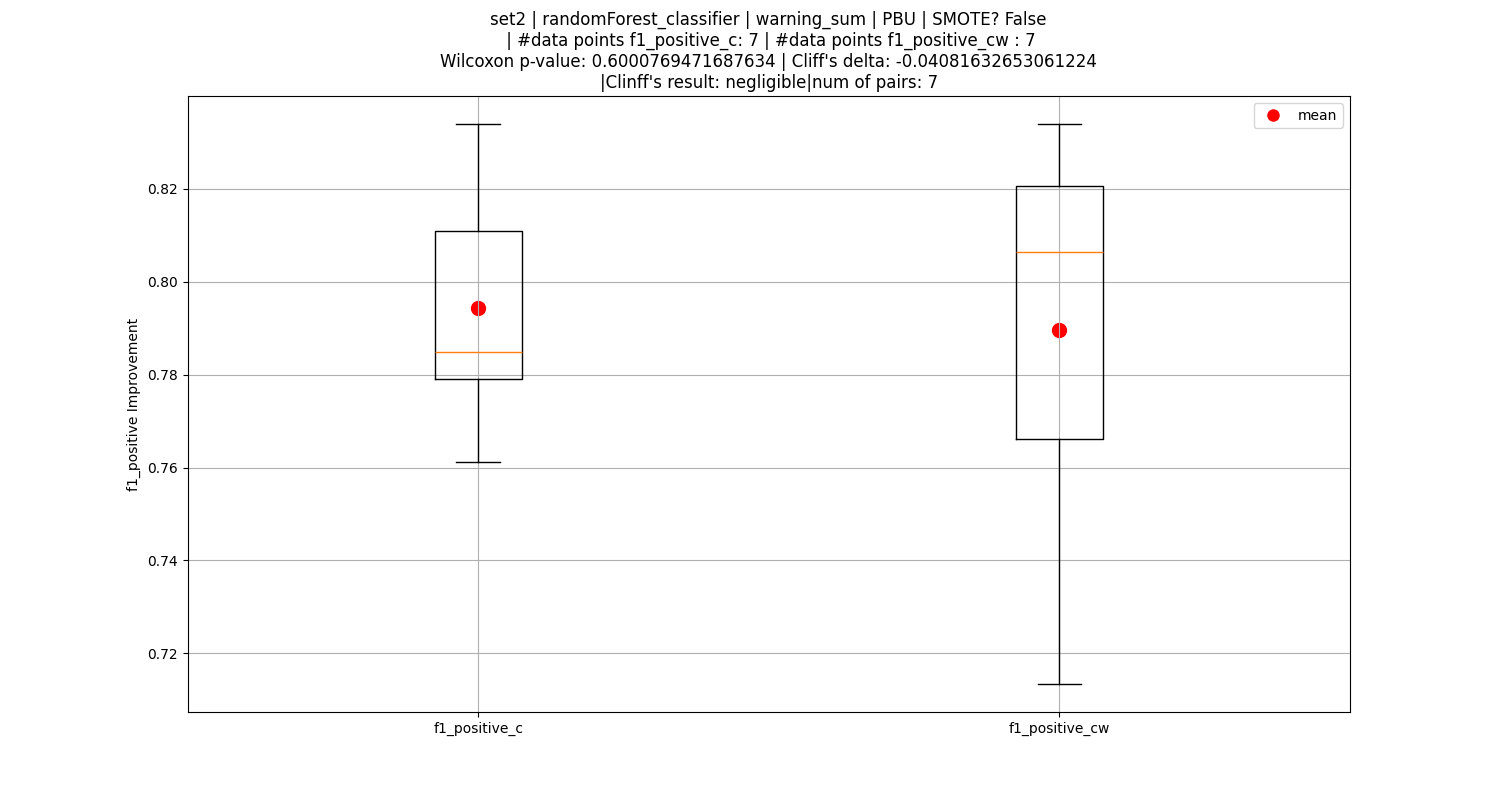 set2 | randomForest_classifier | warning_sum | PBU | SMOTE? False
| #data points f1_positive_c: 7 | #data points f1_positive_cw : 7
Wilcoxon p-value: 0.6000769471687634 | Cliff's delta: -0.04081632653061224
|Clinff's result: negligible|num of pairs: 7
mean
f1_positive Improvement
0.82
0.80
0.78
0.76
0.74
0.72
f1_positive_c
f1_positive_cw